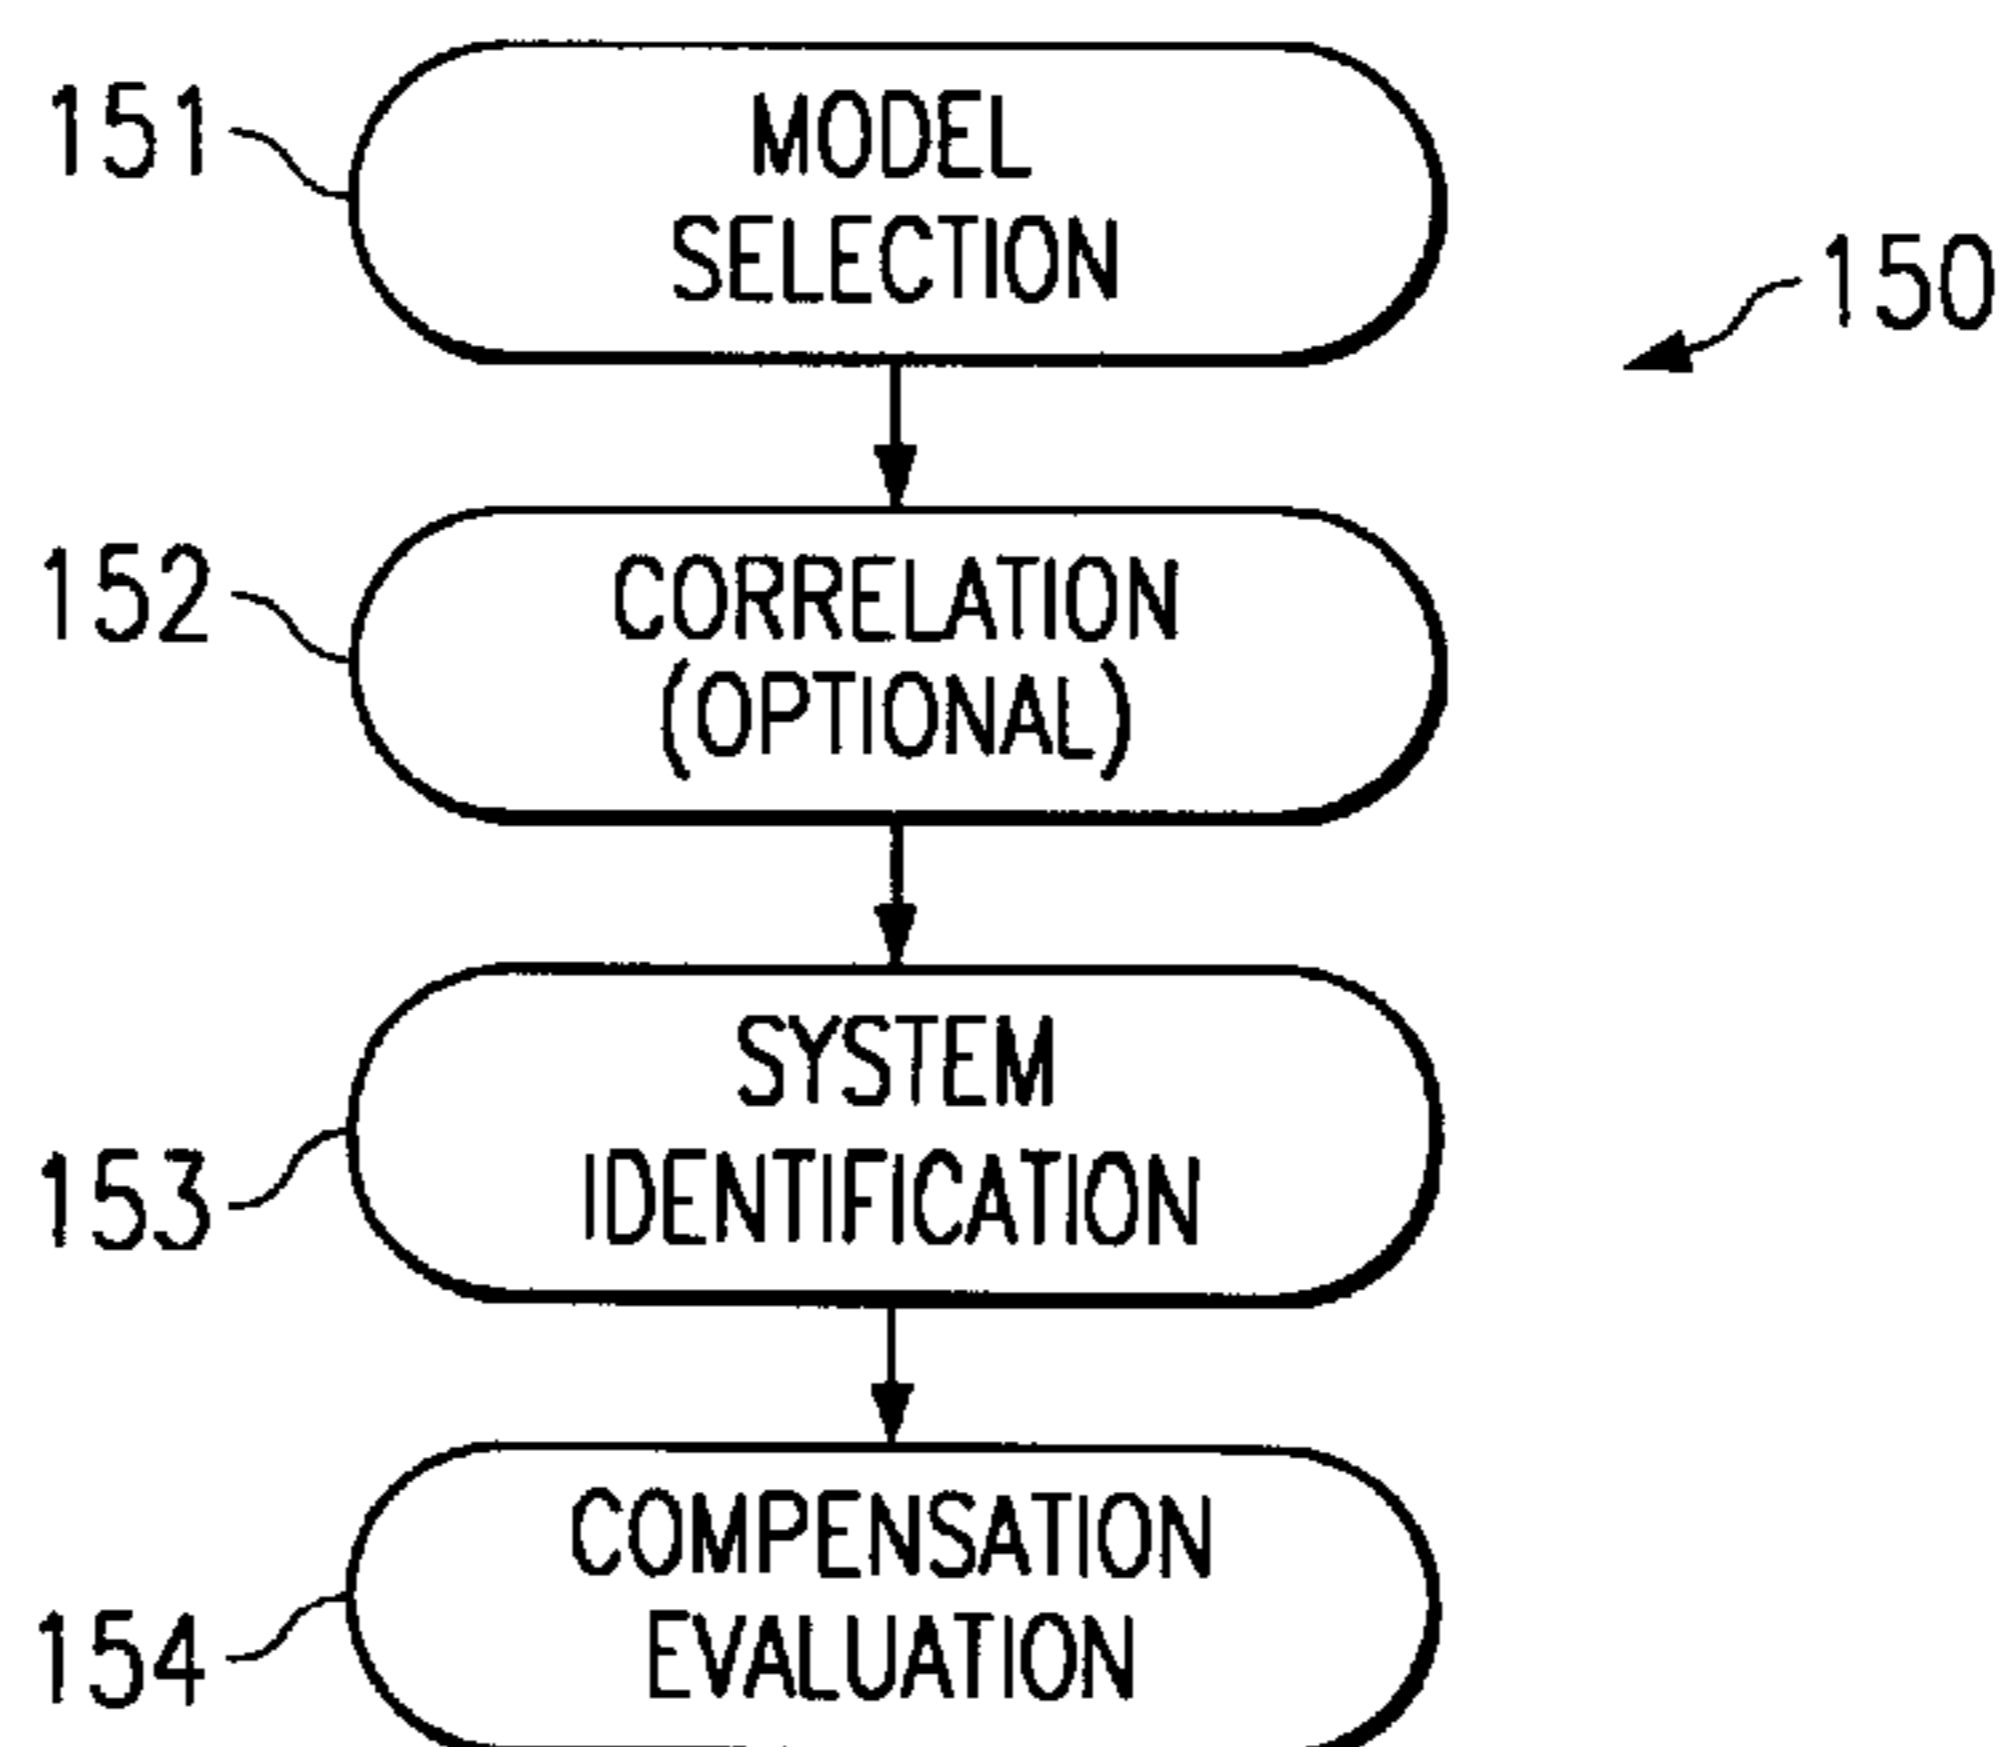 151
MODEL
SELECTION
150
152
CORRELATION
(OPTIONAL)
153
SYSTEM
IDENTIFICATION
154
COMPENSATION
EVALUATION